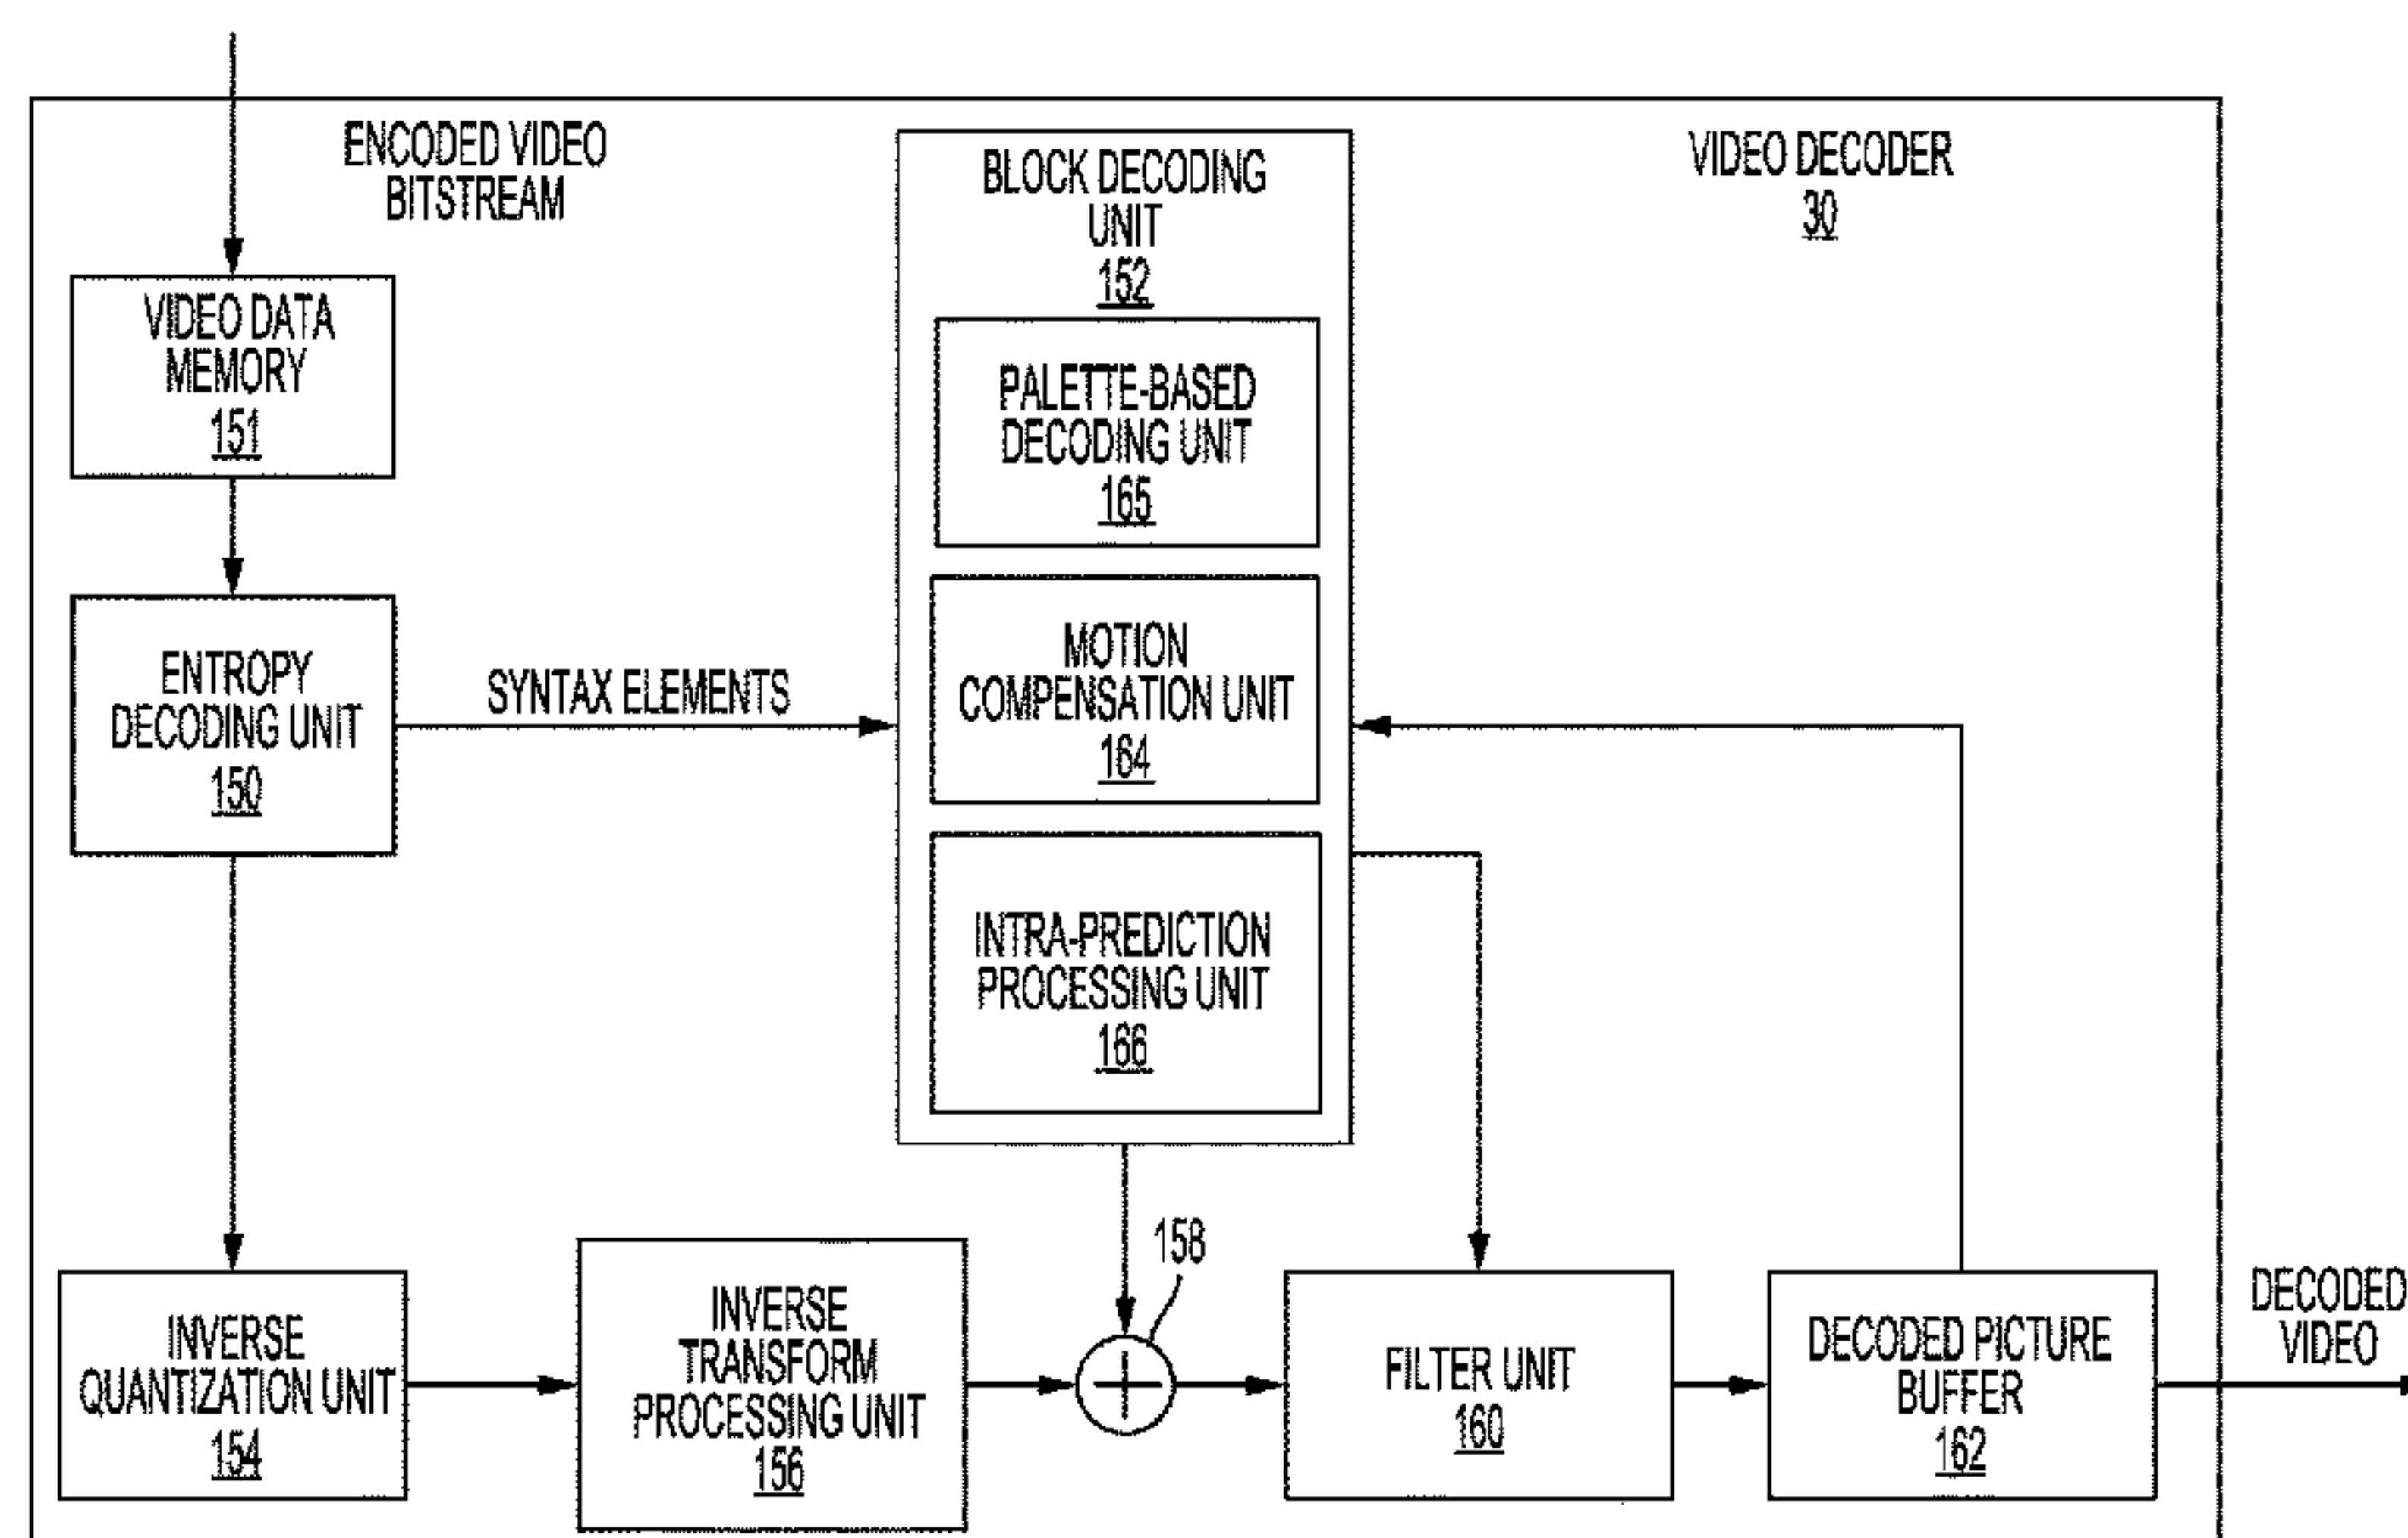 ENCODED VIDEO
BITSTREAM
VIDEO DATA
MEMORY
151
ENTROPY
DECODING UNIT
150
SYNTAX ELEMENTS
BLOCK DECODING
UNIT
152
PALETTE-BASED
DECODING UNIT
165
MOTION
COMPENSATION UNIT
164
INTRA-PREDICTION
PROCESSING UNIT
166
VIDEO DECODER
30
INVERSE
QUANTIZATION UNIT
154
INVERSE
TRANSFORM
PROCESSING UNIT
156
158
FILTER UNIT
160
DECODED PICTURE
BUFFER
162
DECODED
VIDEO